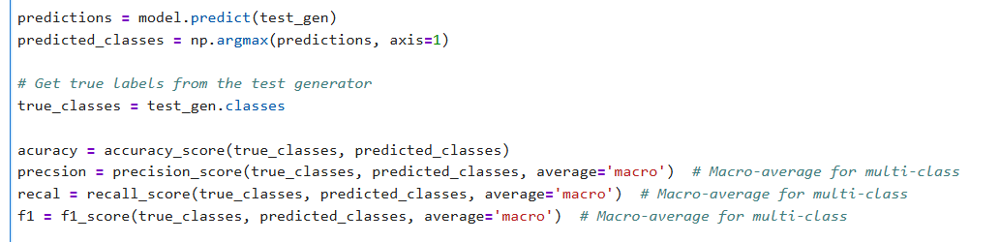 predictions = model.predict(test_gen)
predicted_classes = np.argmax(predictions, axis=1)
# Get true labels from the test generator
true_classes = test_gen.classes
acuracy = accuracy_score(true_classes, predicted_classes)
precsion = precision_score(true_classes, predicted_classes, average='macro')  # Macro-average for multi-class
recal = recall_score(true_classes, predicted_classes, average='macro')  # Macro-average for multi-class
f1 = f1_score(true_classes, predicted_classes, average='macro')  # Macro-average for multi-class